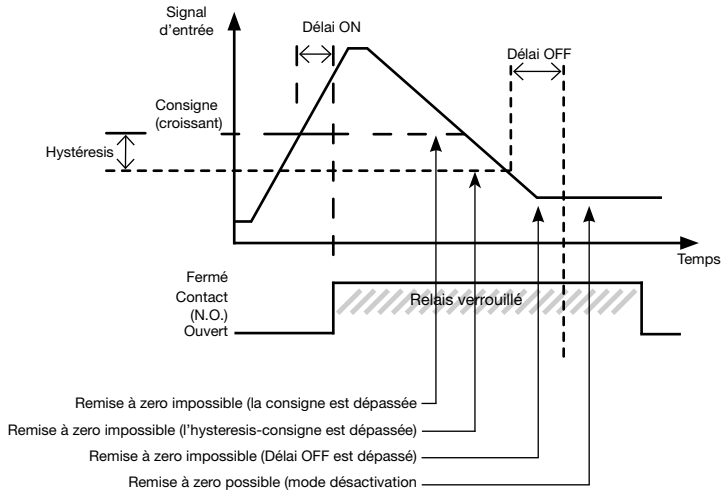 Signal
d'entrée
Délai ON
Délai OFF
Consigne
(croissant)
Hystéresis
Temps
Fermé
Contact
(N.O.)
Ouvert
Relais verrouillé
Remise à zero impossible (la consigne est dépassée
Remise à zero impossible (l'hysteresis-consigne est dépassée)
Remise à zero impossible (Délai OFF est dépassé)
Remise à zero possible (mode désactivation